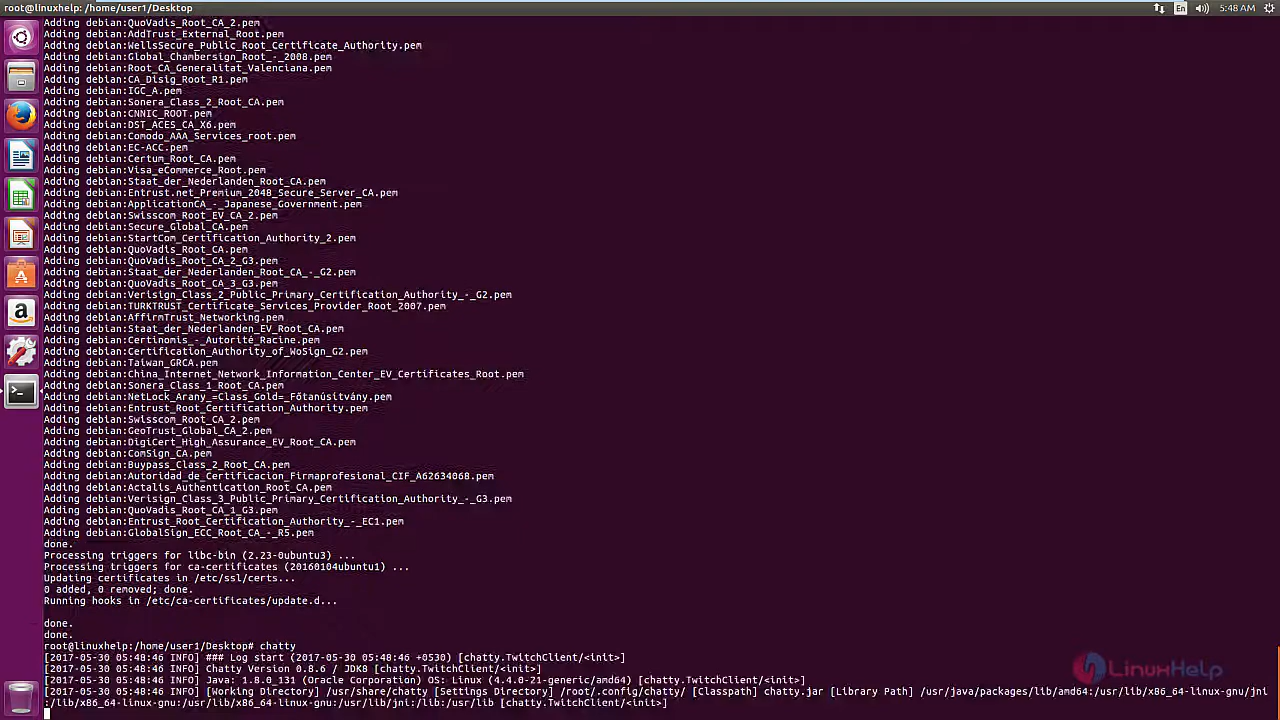 root@linuxhelp: /home/user1/Desktop
En
5:48 AM
Adding debian:QuoVadis_Root_CA_2.pem
Adding debian:AddTrust_External_Root.pem
Adding debian:WellsSecure_Public_Root_Certificate_Authority.pem
Adding debian:Global_Chambersign_Root_-_2008.pem
Adding debian:Root_CA_Generalitat_Valenciana.pem
Adding debian:CA_Disig_Root_R1.pem
Adding debian:IGC_A.pem
Adding debian:Sonera_Class_2_Root_CA.pem
Adding debian:CNNIC_ROOT.pem
Adding debian:DST_ACES_CA_X6.pem
Adding debian:Comodo_AAA_Services_root.pem
Adding debian:EC-ACC.pem
Adding debian:Certum_Root_CA.pem
Adding debian:Visa_eCommerce_Root.pem
Adding debian:Staat_der_Nederlanden_Root_CA.pem
Adding debian:Entrust.net_Premium_2048_Secure_Server_CA.pem
Adding debian:ApplicationCA_-_Japanese_Government.pem
Adding debian:Swisscom_Root_EV_CA_2.pem
Adding debian:Secure_Global_CA.pem
Adding debian:StartCom_Certification_Authority_2.pem
Adding debian:QuoVadis_Root_CA.pem
Adding debian:QuoVadis_Root_CA_2_G3.pem
Adding debian:Staat_der_Nederlanden_Root_CA_-_G2.pem
Adding debian:QuoVadis_Root_CA_3_G3.pem
Adding debian:Verisign_Class_2_Public_Primary_Certification_Authority_-_G2.pem
Adding debian:TURKTRUST_Certificate_Services_Provider_Root_2007.pem
Adding debian:AffirmTrust_Networking.pem
Adding debian:Staat_der_Nederlanden_EV_Root_CA.pem
Adding debian:Certinomis_-_Autorité_Racine.pem
Adding debian:Certification_Authority_of_WoSign_G2.pem
Adding debian:Taiwan_GRCA.pem
Adding debian:China_Internet_Network_Information_Center_EV_Certificates_Root.pem
Adding debian:Sonera_Class_1_Root_CA.pem
Adding debian:NetLock_Arany_=Class_Gold=_Főtanúsítvány.pem
Adding debian:Entrust_Root_Certification_Authority.pem
Adding debian:Swisscom_Root_CA_2.pem
Adding debian:GeoTrust_Global_CA_2.pem
Adding debian:DigiCert_High_Assurance_EV_Root_CA.pem
Adding debian:ComSign_CA.pem
Adding debian:Buypass_Class_2_Root_CA.pem
Adding debian:Autoridad_de_Certificacion_Firmaprofesional_CIF_A62634068.pem
Adding debian:Actalis_Authentication_Root_CA.pem
Adding debian:Verisign_Class_3_Public_Primary_Certification_Authority_-_G3.pem
Adding debian:QuoVadis_Root_CA_1_G3.pem
Adding debian:Entrust_Root_Certification_Authority_-_EC1.pem
Adding debian:GlobalSign_ECC_Root_CA_-_R5.pem
done.
Processing triggers for libc-bin (2.23-0ubuntu3) ...
Processing triggers for ca-certificates (20160104ubuntu1) ...
Updating certificates in /etc/ssl/certs...
0 added, 0 removed; done.
Running hooks in /etc/ca-certificates/update.d...
done.
done.
root@linuxhelp:/home/user1/Desktop# chatty
[2017-05-30 05:48:46 INFO] ### Log start (2017-05-30 05:48:46 +0530) [chatty.TwitchClient/<init>]
[2017-05-30 05:48:46 INFO] Chatty Version 0.8.6 / JDK8 [chatty.TwitchClient/<init>]
[2017-05-30 05:48:46 INFO] Java: 1.8.0_131 (Oracle Corporation) OS: Linux (4.4.0-21-generic/amd64) [chatty.TwitchClient/<init>]
[2017-05-30 05:48:46 INFO] [Working Directory] /usr/share/chatty [Settings Directory] /root/.config/chatty/ [Classpath] chatty.jar [Library Path] /usr/java/packages/lib/amd64:/usr/lib/x86_64-linux-gnu/jni
:/lib/x86_64-linux-gnu:/usr/lib/x86_64-linux-gnu:/usr/lib/jni:/lib:/usr/lib [chatty.TwitchClient/<init>]
LinuxHelp